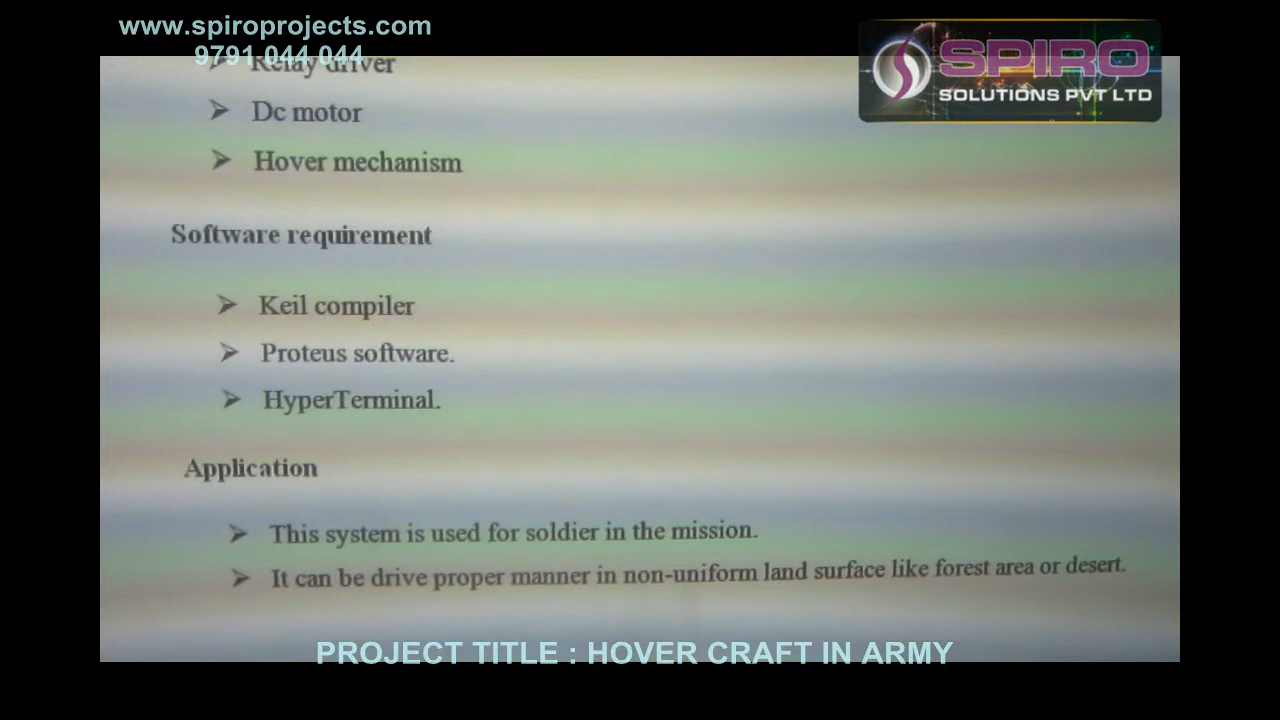 www.spiroprojects.com
9791 044 044
SPIRO
SOLUTIONS PVT LTD
➢ Relay driver
➢ Dc motor
➢ Hover mechanism
Software requirement
➢ Keil compiler
➢ Proteus software.
➢ HyperTerminal.
Application
➢ This system is used for soldier in the mission.
➢ It can be drive proper manner in non-uniform land surface like forest area or desert.
PROJECT TITLE : HOVER CRAFT IN ARMY